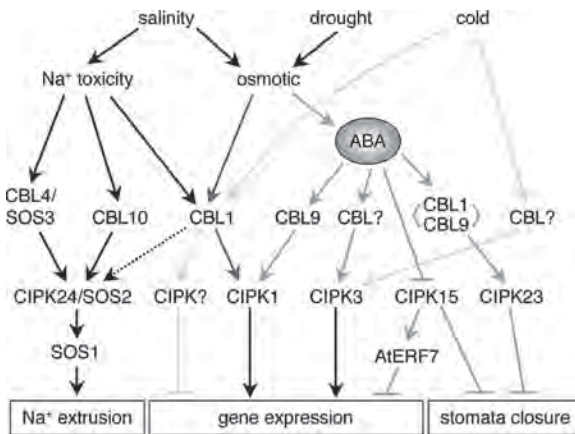 salinity drought cold
Na⁺ toxicity osmotic
ABA
CBL4/
SOS3 CBL10 CBL1 CBL9 CBL? CBL1
CBL9 CBL?
CIPK24/SOS2 CIPK? CIPK1 CIPK3 CIPK15 CIPK23
SOS1 AtERF7
Na⁺ extrusion gene expression stomata closure